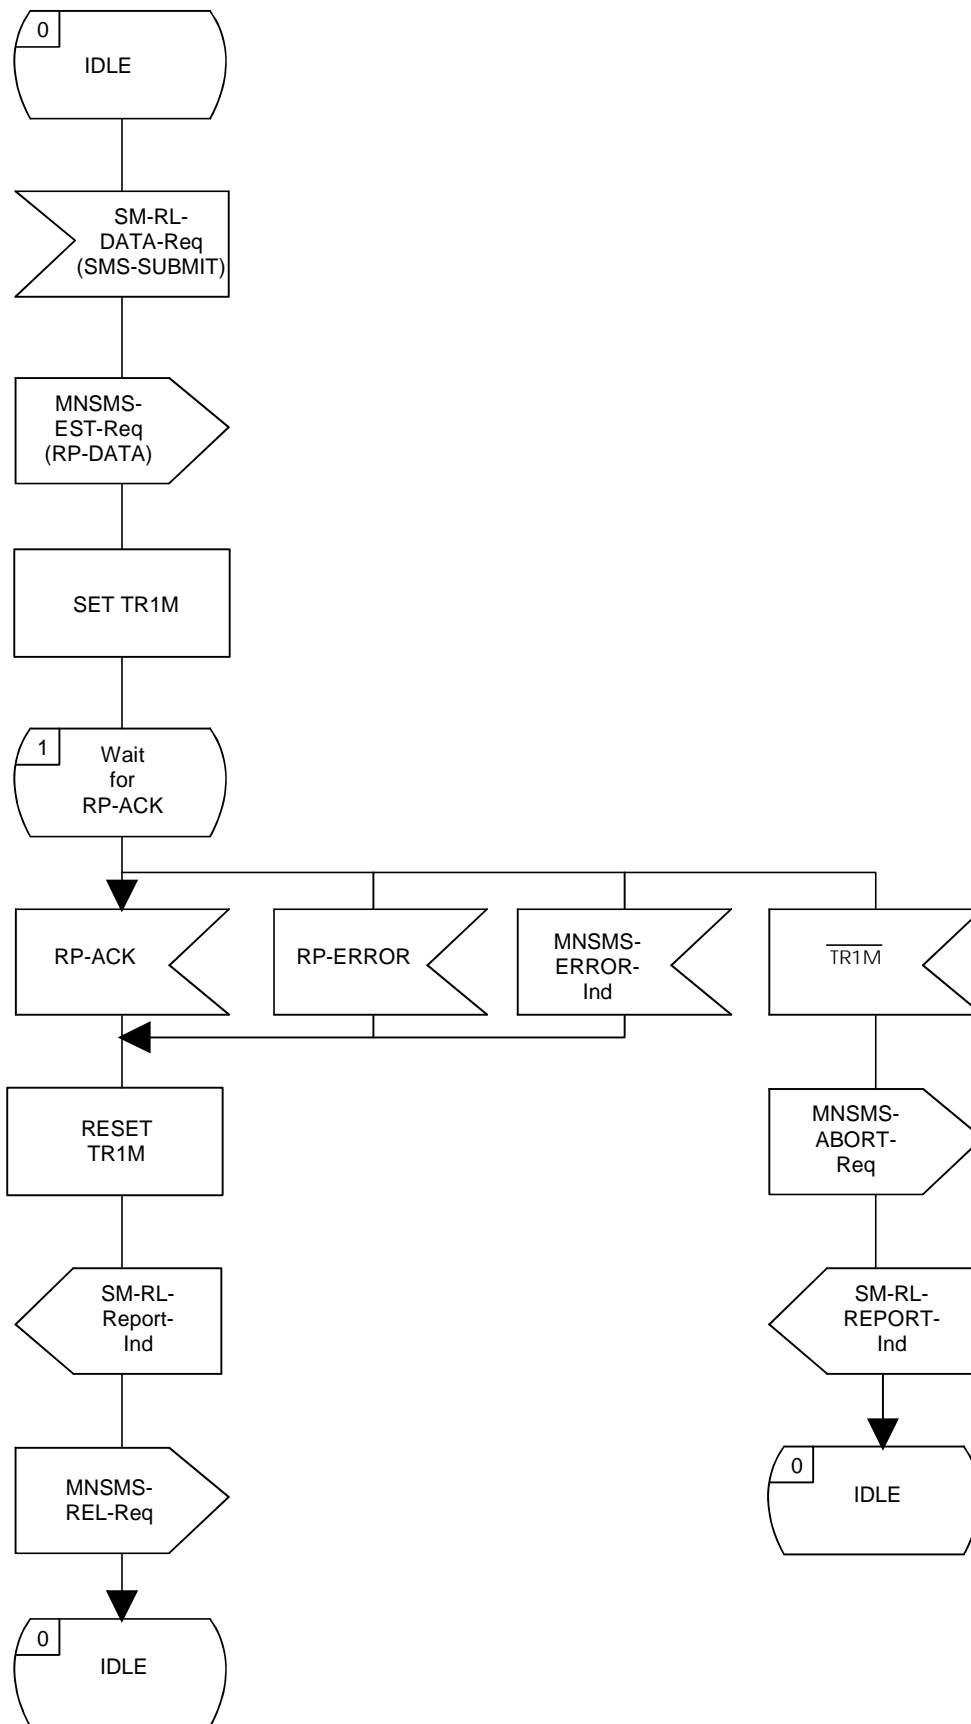 0
IDLE
SM-RL-
DATA-Req
(SMS-SUBMIT)
MNSMS-
EST-Req
(RP-DATA)
SET TR1M
1
Wait
for
RP-ACK
RP-ACK
RP-ERROR
MNSMS-
ERROR-
Ind
TR1M
RESET
TR1M
MNSMS-
ABORT-
Req
SM-RL-
Report-
Ind
SM-RL-
REPORT-
Ind
MNSMS-
REL-Req
0
IDLE
0
IDLE